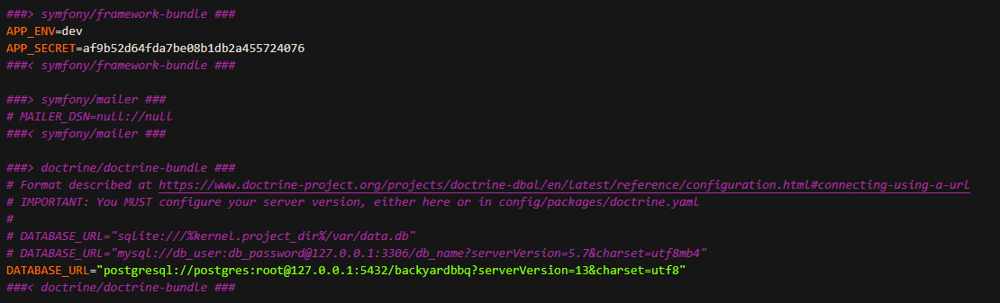 ###> symfony/framework-bundle ###
APP_ENV=dev
APP_SECRET=af9b52d64fda7be08b1db2a455724076
###< symfony/framework-bundle ###
###> symfony/mailer ###
# MAILER_DSN=null://null
###< symfony/mailer ###
###> doctrine/doctrine-bundle ###
# Format described at https://www.doctrine-project.org/projects/doctrine-dbal/en/latest/reference/configuration.html#connecting-using-a-url
# IMPORTANT: You MUST configure your server version, either here or in config/packages/doctrine.yaml
#
# DATABASE_URL="sqlite:///%kernel.project_dir%/var/data.db"
# DATABASE_URL="mysql://db_user:db_password@127.0.0.1:3306/db_name?serverVersion=5.7&charset=utf8mb4"
DATABASE_URL="postgresql://postgres:root@127.0.0.1:5432/backyardbbq?serverVersion=13&charset=utf8"
###< doctrine/doctrine-bundle ###